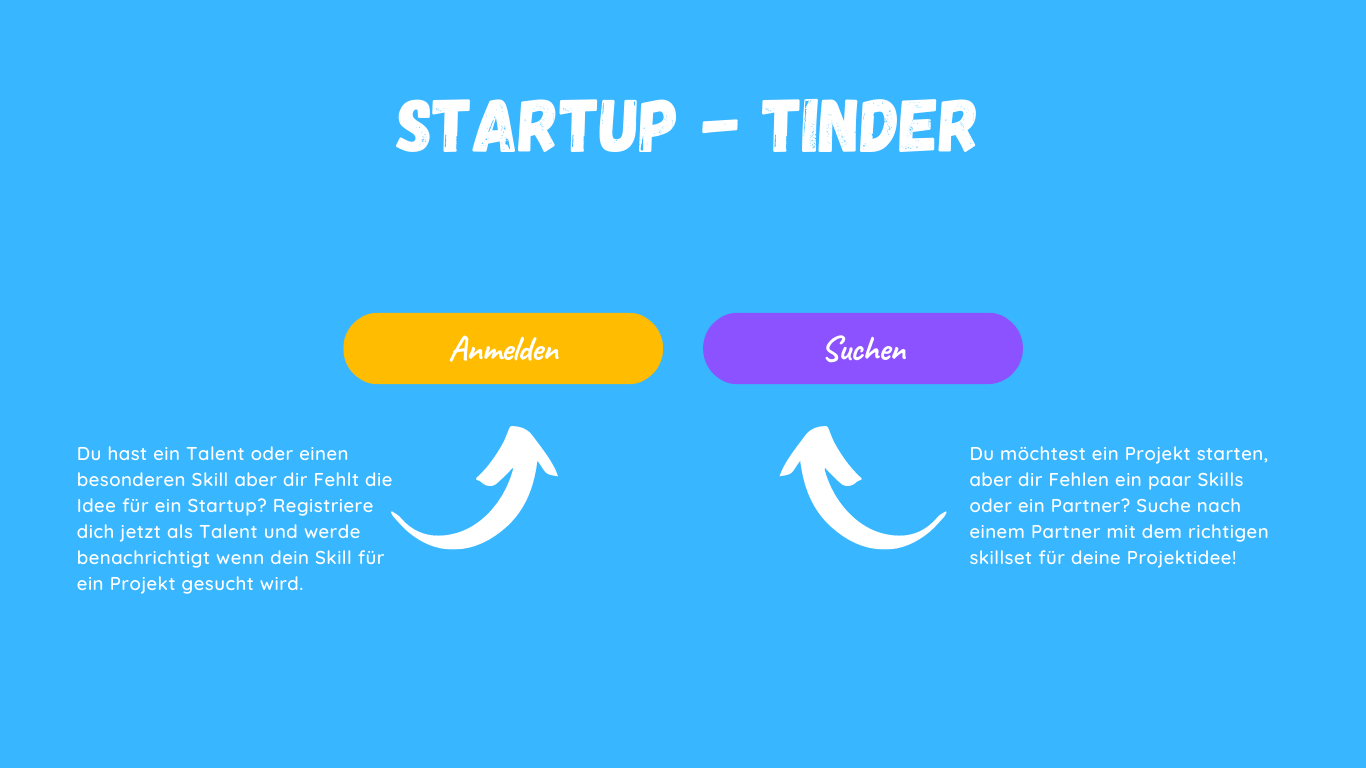 STARTUP - TINDER
Anmelden
Suchen
Du hast ein Talent oder einen
besonderen Skill aber dir Fehlt die
Idee für ein Startup? Registriere
dich jetzt als Talent und werde
benachrichtigt wenn dein Skill für
ein Projekt gesucht wird.
Du möchtest ein Projekt starten,
aber dir Fehlen ein paar Skills
oder ein Partner? Suche nach
einem Partner mit dem richtigen
skillset für deine Projektidee!